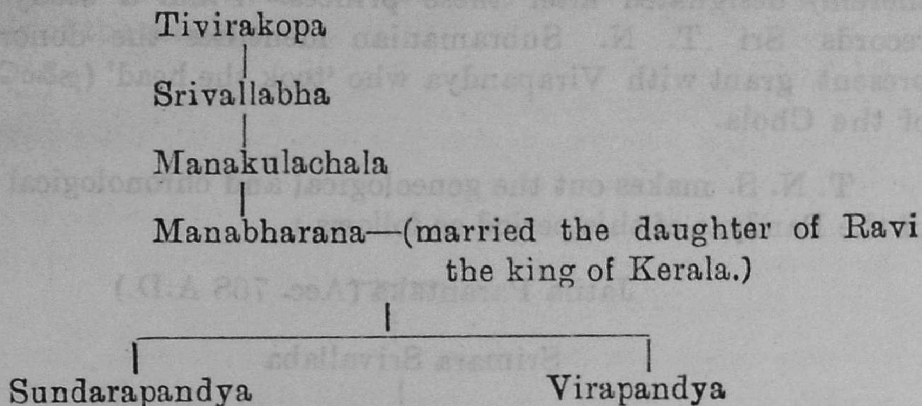 Tivirakopa
Srivallabha
Manakulachala
Manabharana—(married the daughter of Ravi
the king of Kerala.)
Sundarapandya Virapandya